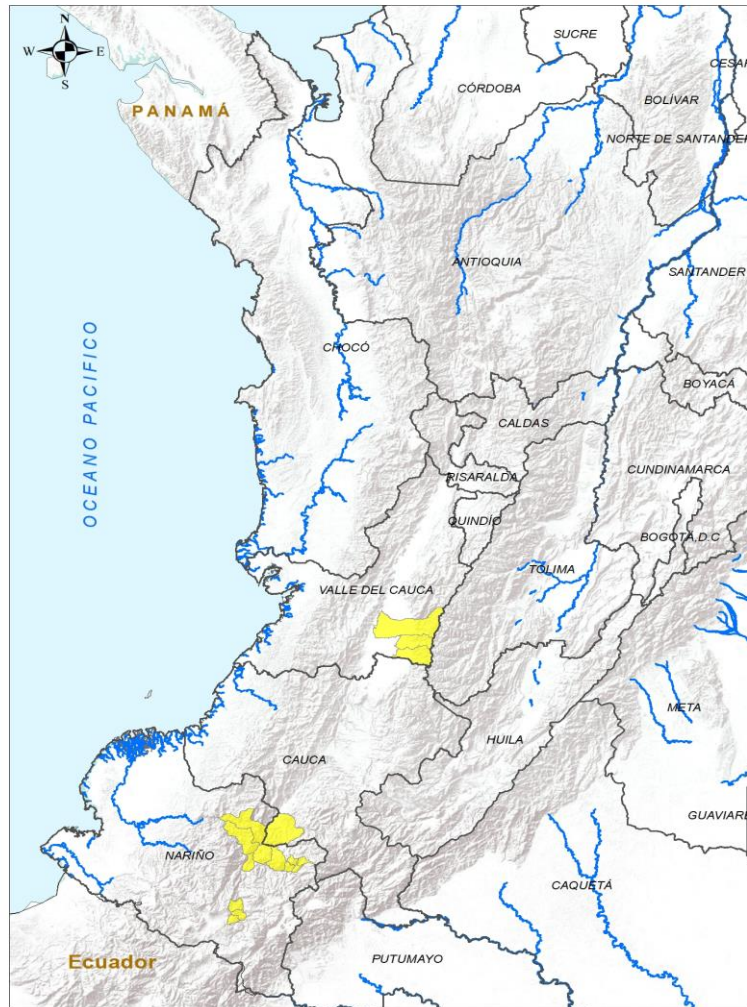 N
W E
S
SUCRE
CESAR
CÓRDOBA
BOLÍVAR
PANAMÁ
NORTE DE SANTANDER
ANTIOQUIA
SANTANDER
OCEANO PACIFICO
CHOCÓ
BOYACÁ
CALDAS
CUNDINAMARCA
RISARALDA
QUINDÍO
BOGOTÁ,D.C
TOLIMA
VALLE DEL CAUCA
META
HUILA
CAUCA
GUAVIARE
NARIÑO
CAQUETÁ
Ecuador
PUTUMAYO